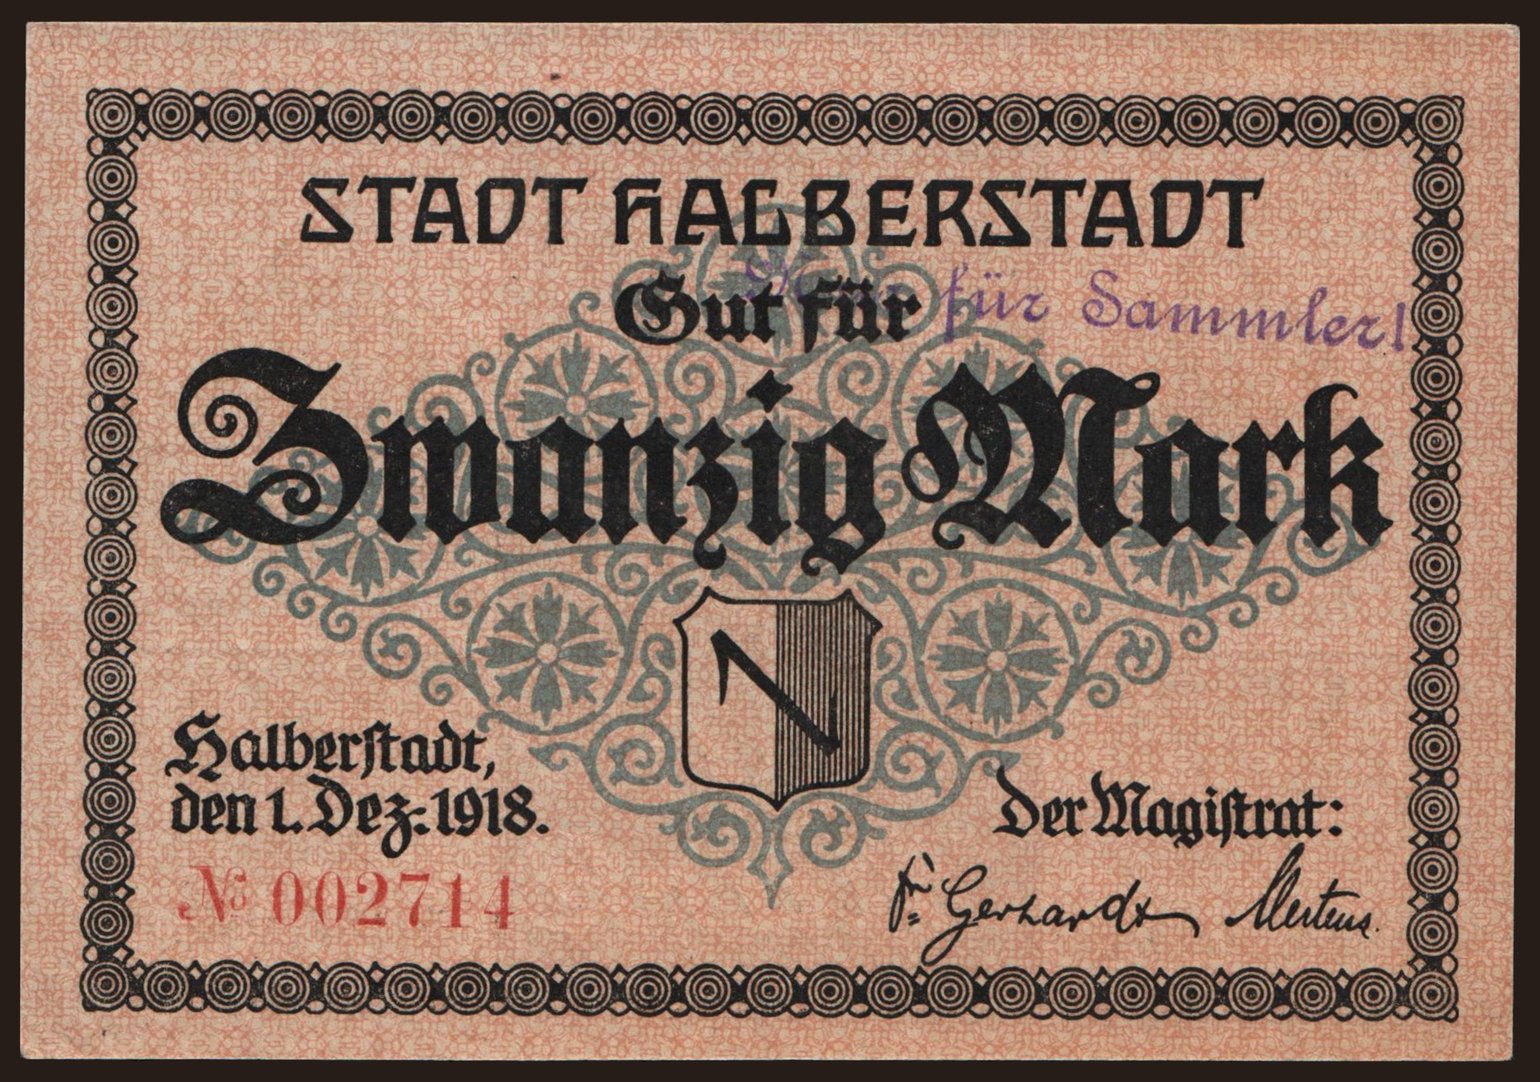 STADT HALBERSTADT
Gut für
für Sammler!
Zwanzig Mark
Halberstadt,
den 1. Dez. 1918.
Der Magistrat:
№ 002714
Gerhardt Mertens.